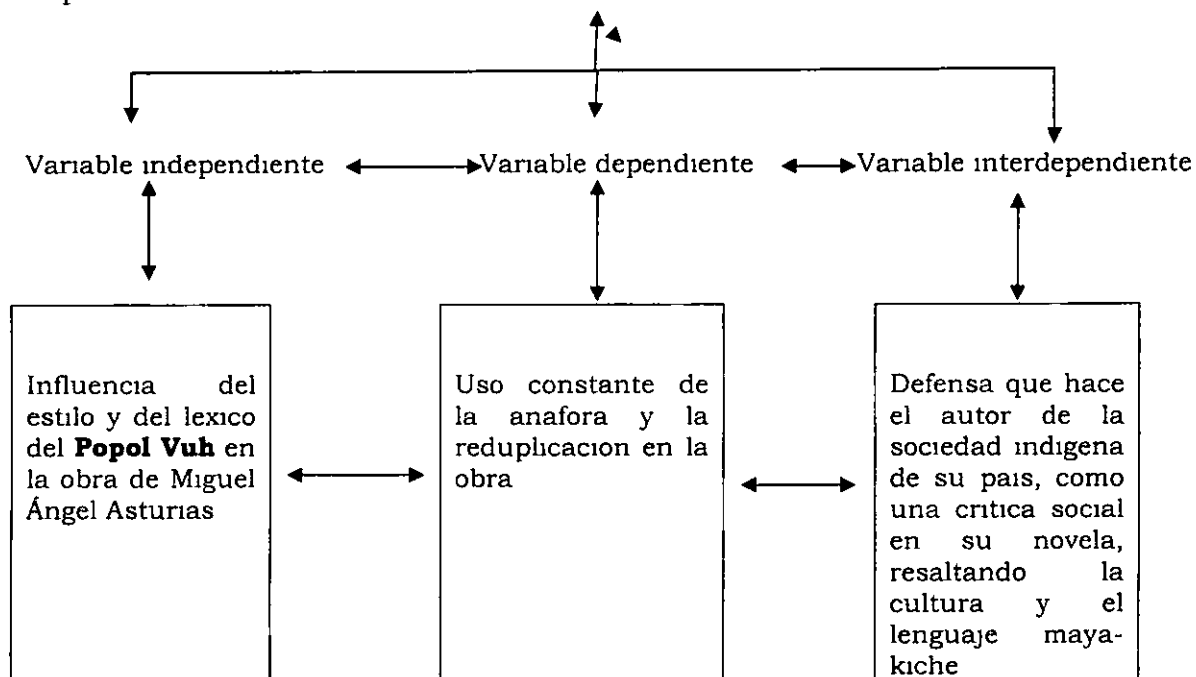 Variable independiente Variable dependiente Variable interdependiente
Influencia del
estilo y del lexico
del Popol Vuh en
la obra de Miguel
Ángel Asturias
Uso constante de
la anafora y la
reduplicacion en la
obra
Defensa que hace
el autor de la
sociedad indigena
de su pais, como
una critica social
en su novela,
resaltando la
cultura y el
lenguaje maya-
kiche